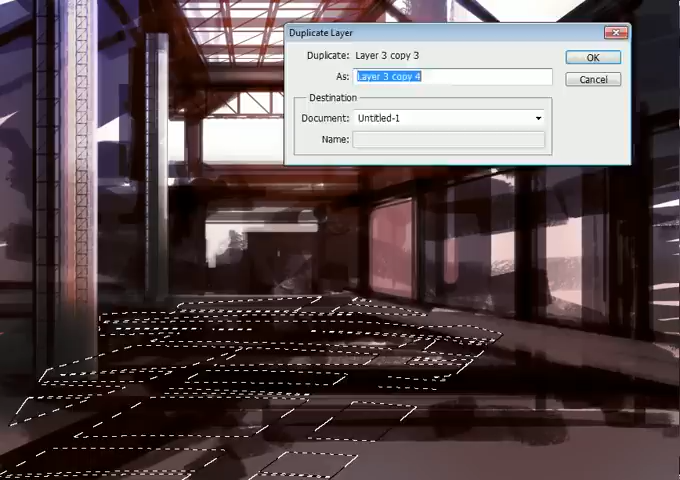 Duplicate Layer
Duplicate: Layer 3 copy 3
OK
As: Layer 3 copy 4
Cancel
Destination
Document: Untitled-1
Name: